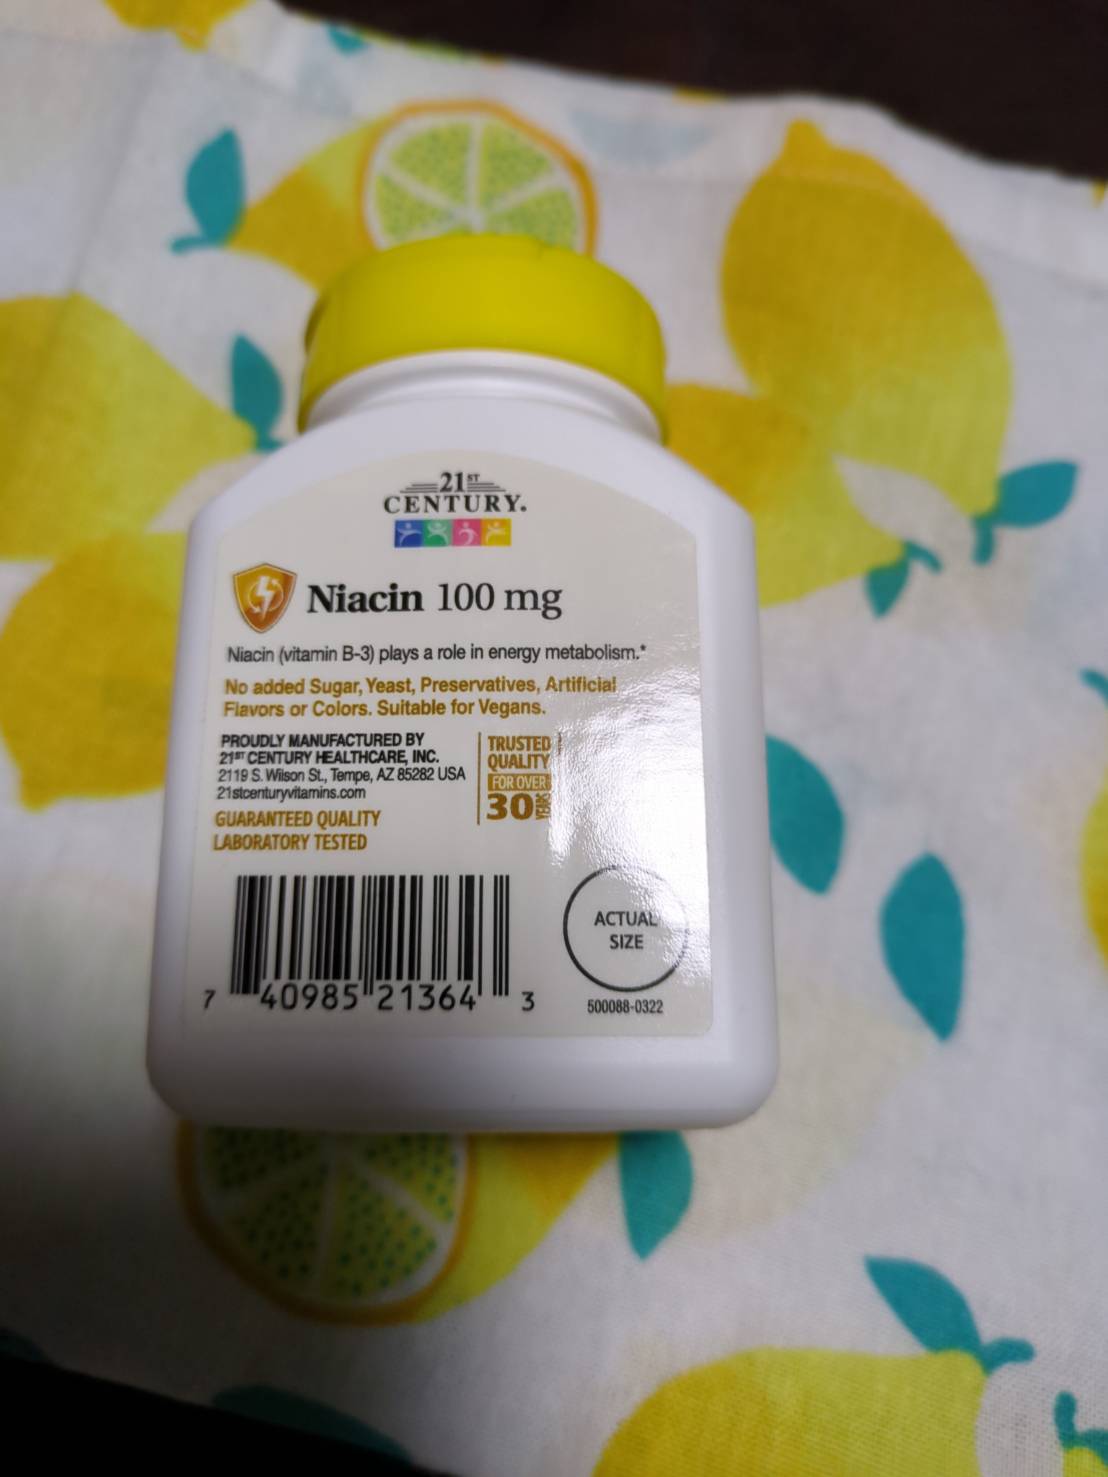 21ST
CENTURY®
Niacin 100 mg
Niacin (vitamin B-3) plays a role in energy metabolism.*
No added Sugar, Yeast, Preservatives, Artificial
Flavors or Colors. Suitable for Vegans.
PROUDLY MANUFACTURED BY
21ST CENTURY HEALTHCARE, INC.
2119 S. Wilson St., Tempe, AZ 85282 USA
21stcenturyvitamins.com
GUARANTEED QUALITY
LABORATORY TESTED
TRUSTED
QUALITY
FOR OVER
30 YEARS
7 40985 21364 3
ACTUAL
SIZE
500088-0322